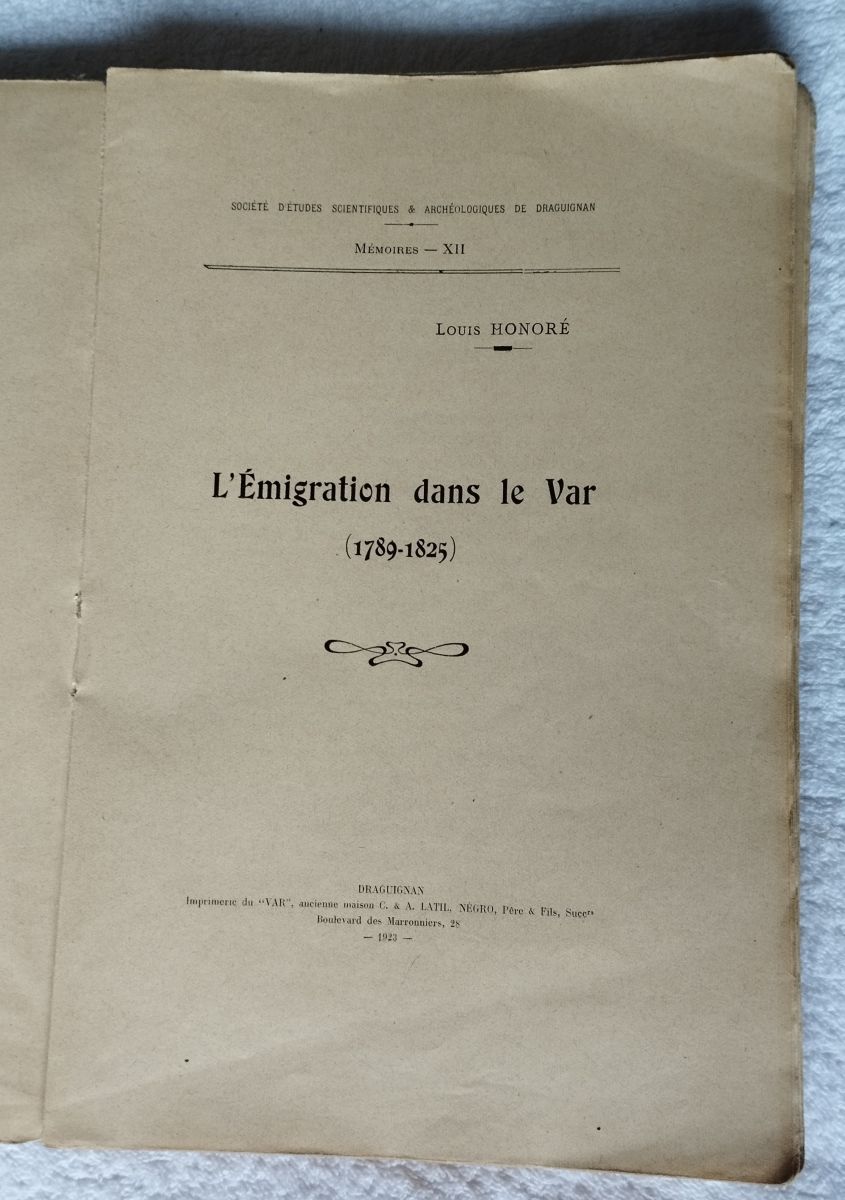 SOCIÉTÉ D'ÉTUDES SCIENTIFIQUES & ARCHÉOLOGIQUES DE DRAGUIGNAN
MÉMOIRES — XII
LOUIS HONORÉ
L'Émigration dans le Var
(1789-1825)
DRAGUIGNAN
Imprimerie du "VAR", ancienne maison C. & A. LATIL, NÉGRO, Père & Fils, Succrs
Boulevard des Marronniers, 28
— 1923 —